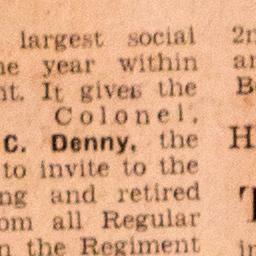 largest social
he year within
nt. It gives the
Colonel,
C. Denny, the
to invite to the
ng and retired
om all Regular
n the Regiment
2n
an
B
H
T
in